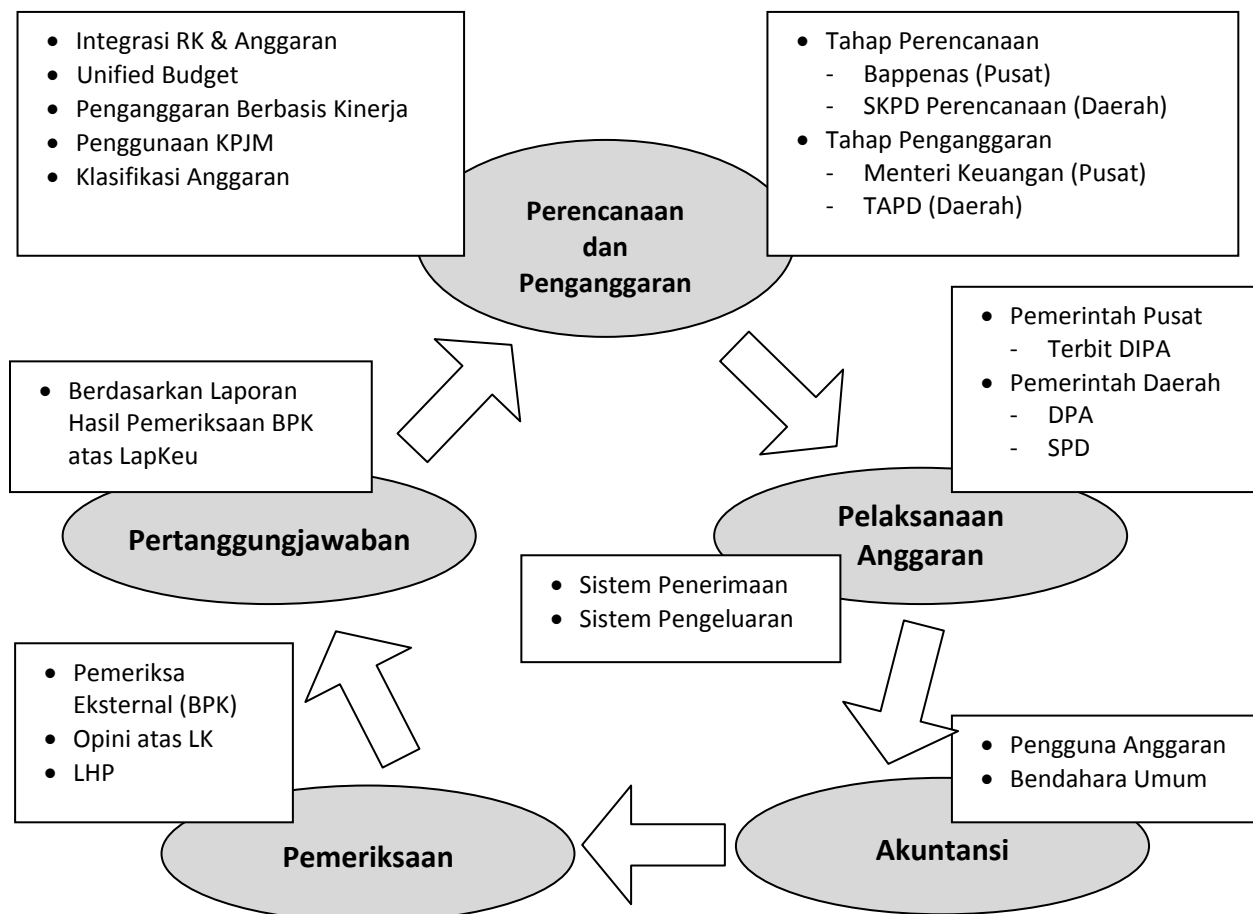 • Integrasi RK & Anggaran
• Unified Budget
• Penganggaran Berbasis Kinerja
• Penggunaan KPJM
• Klasifikasi Anggaran
• Tahap Perencanaan
- Bappenas (Pusat)
- SKPD Perencanaan (Daerah)
• Tahap Penganggaran
- Menteri Keuangan (Pusat)
- TAPD (Daerah)
Perencanaan
dan
Penganggaran
• Pemerintah Pusat
- Terbit DIPA
• Pemerintah Daerah
- DPA
- SPD
• Berdasarkan Laporan
Hasil Pemeriksaan BPK
atas LapKeu
Pertanggungjawaban
Pelaksanaan
Anggaran
• Sistem Penerimaan
• Sistem Pengeluaran
• Pemeriksa
Eksternal (BPK)
• Opini atas LK
• LHP
• Pengguna Anggaran
• Bendahara Umum
Pemeriksaan
Akuntansi